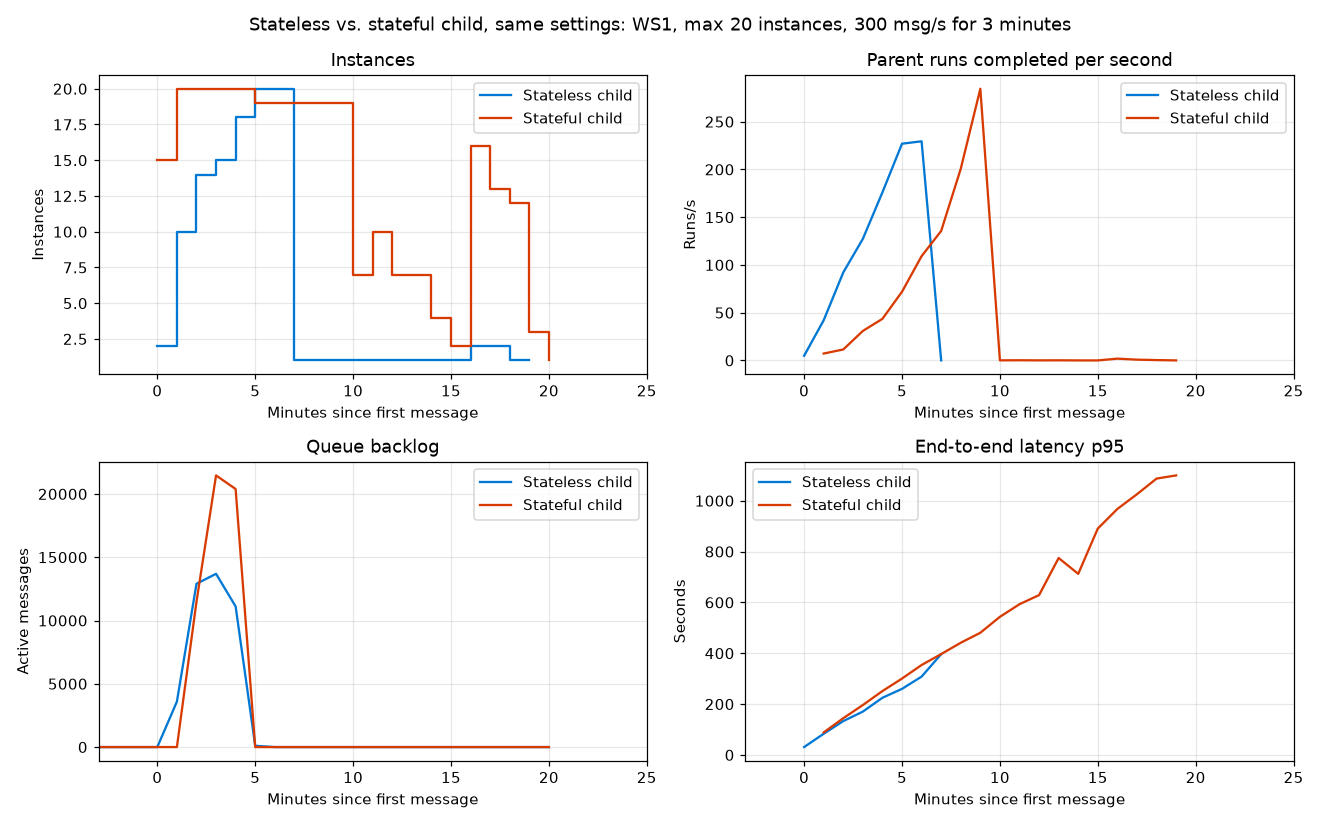 Stateless vs. stateful child, same settings: WS1, max 20 instances, 300 msg/s for 3 minutes
Instances
Stateless child
Stateful child
Instances
20.0
17.5
15.0
12.5
10.0
7.5
5.0
2.5
0 5 10 15 20 25
Minutes since first message
Parent runs completed per second
Stateless child
Stateful child
Runs/s
250
200
150
100
50
0
0 5 10 15 20 25
Minutes since first message
Queue backlog
Stateless child
Stateful child
Active messages
20000
15000
10000
5000
0
0 5 10 15 20 25
Minutes since first message
End-to-end latency p95
Stateless child
Stateful child
Seconds
1000
800
600
400
200
0
0 5 10 15 20 25
Minutes since first message